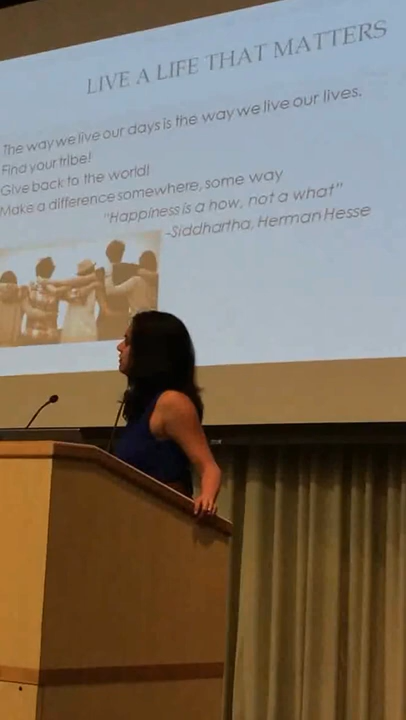 LIVE A LIFE THAT MATTERS
The way we live our days is the way we live our lives.
Find your tribe!
Give back to the world!
Make a difference somewhere, some way
"Happiness is a how, not a what"
-Siddhartha, Herman Hesse